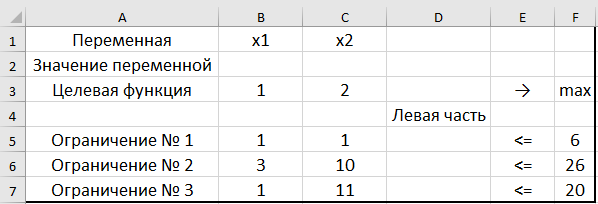 A B C D E F
1 Переменная x1 x2
2 Значение переменной
3 Целевая функция 1 2 → max
4 Левая часть
5 Ограничение № 1 1 1 <= 6
6 Ограничение № 2 3 10 <= 26
7 Ограничение № 3 1 11 <= 20